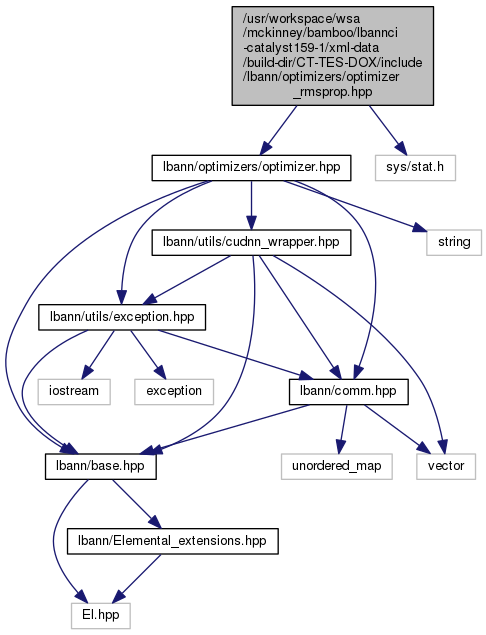 /usr/workspace/wsa
/mckinney/bamboo/lbannci
-catalyst159-1/xml-data
/build-dir/CT-TES-DOX/include
/lbann/optimizers/optimizer
_rmsprop.hpp
lbann/optimizers/optimizer.hpp
sys/stat.h
lbann/utils/cudnn_wrapper.hpp
string
lbann/utils/exception.hpp
iostream
exception
lbann/comm.hpp
lbann/base.hpp
unordered_map
vector
lbann/Elemental_extensions.hpp
El.hpp